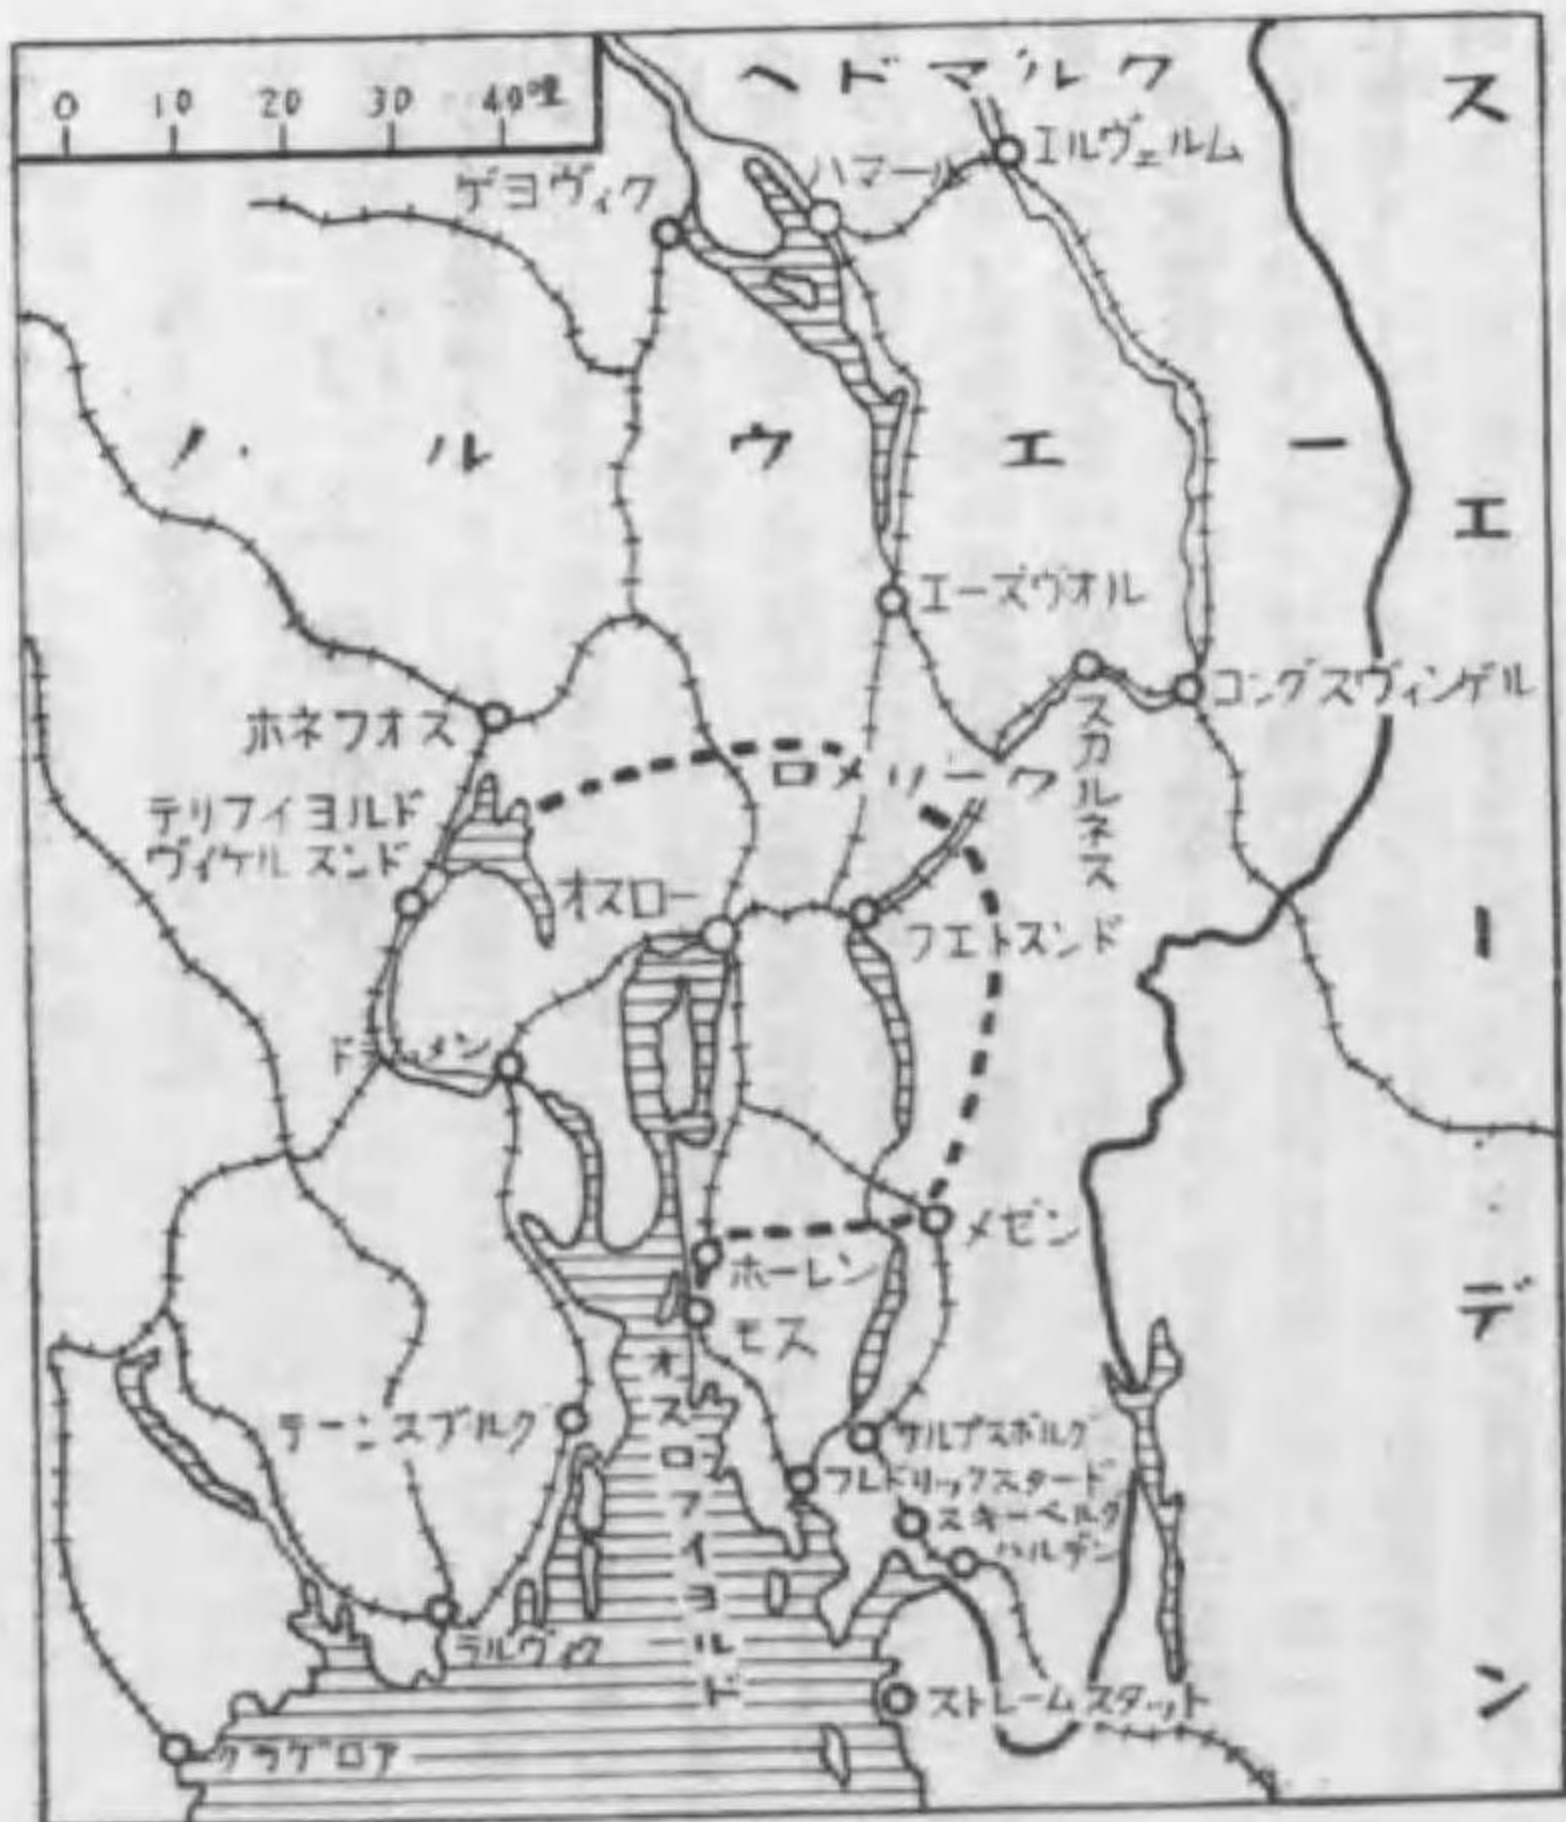 0 10 20 30 40哩
ヘドマルク
エルヴェルム
ハマール
ゲヨヴィク
ノルウエー
スエーデン
エーズヴオル
コングスヴィンゲル
スカルネス
ホネフオス
ロメリーク
テリフイヨルド
ヴィケルスンド
オスロー
フエトスンド
ドラ メン
メゼン
ホーレン
モス
オスロフイヨルド
テーンスブルグ
サルプスボルグ
フレドリックスタード
スキーベルグ
ハルデン
ラルヴィク
ストレームスタット
クラゲロア